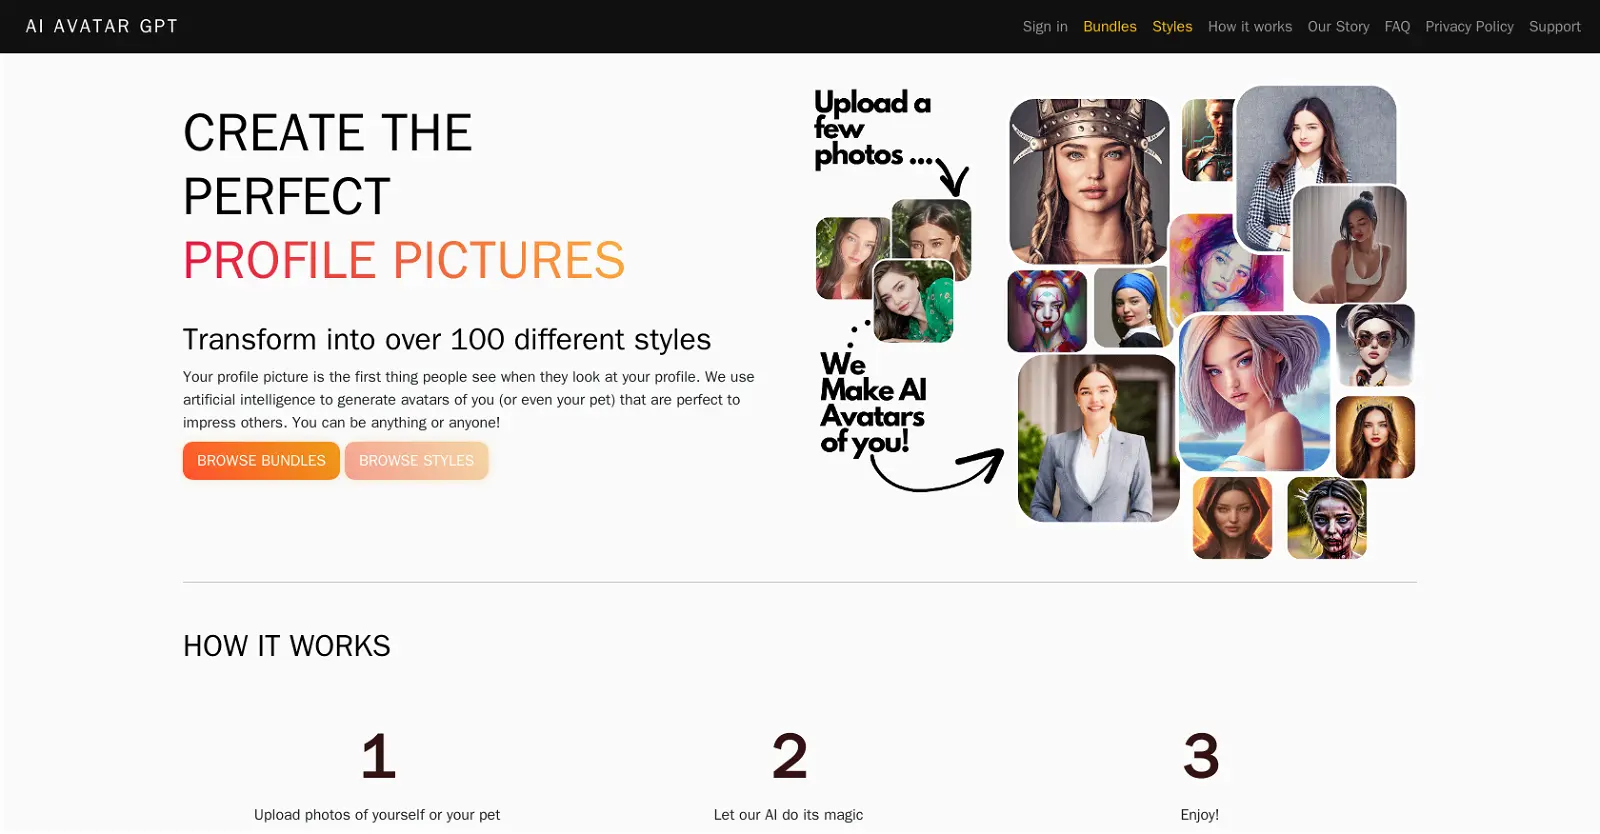 AI AVATAR GPT
Sign in Bundles Styles How it works Our Story FAQ Privacy Policy Support
CREATE THE
PERFECT
PROFILE PICTURES
Transform into over 100 different styles
Your profile picture is the first thing people see when they look at your profile. We use
artificial intelligence to generate avatars of you (or even your pet) that are perfect to
impress others. You can be anything or anyone!
BROWSE BUNDLES BROWSE STYLES
Upload a
few
photos ...
We
Make AI
Avatars
of you!
HOW IT WORKS
1
Upload photos of yourself or your pet
2
Let our AI do its magic
3
Enjoy!